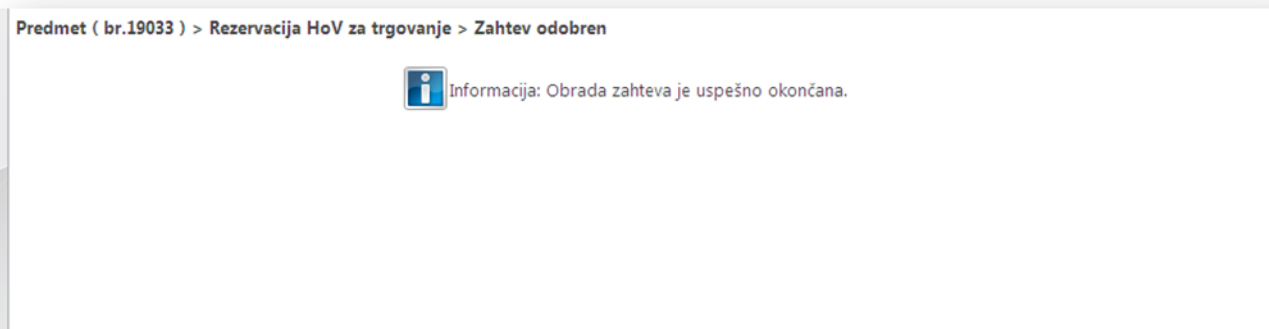 Predmet ( br.19033 ) > Rezervacija HoV za trgovanje > Zahtev odobren
Informacija: Obrada zahteva je uspešno okončana.